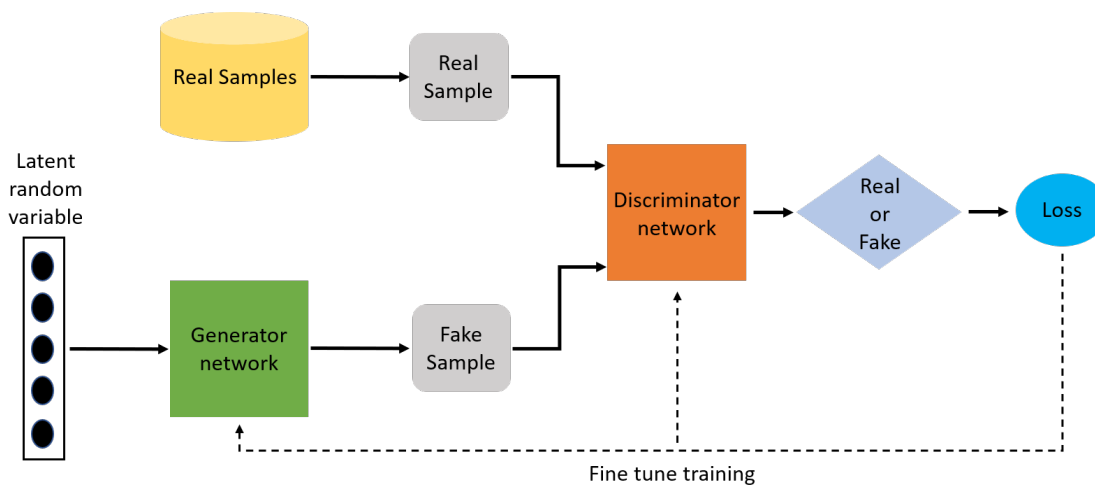 Real Samples
Real
Sample
Latent
random
variable
Discriminator
network
Real
or
Fake
Loss
Generator
network
Fake
Sample
Fine tune training